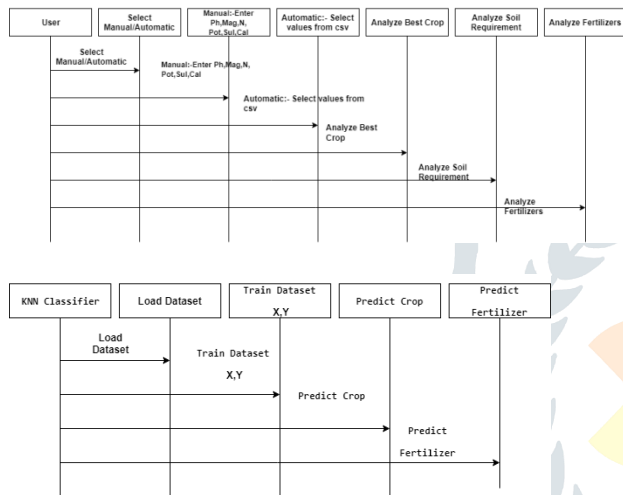 User
Select
Manual/Automatic
Manual:-Enter
Ph,Mag,N,
Pot,Sul,Cal
Automatic:- Select
values from csv
Analyze Best Crop
Analyze Soil
Requirement
Analyze Fertilizers
Select
Manual/Automatic
Manual:-Enter Ph,Mag,N,
Pot,Sul,Cal
Automatic:- Select values from
csv
Analyze Best
Crop
Analyze Soil
Requirement
Analyze
Fertilizers
KNN Classifier
Load Dataset
Train Dataset
X,Y
Predict Crop
Predict
Fertilizer
Load
Dataset
Train Dataset
X,Y
Predict Crop
Predict
Fertilizer